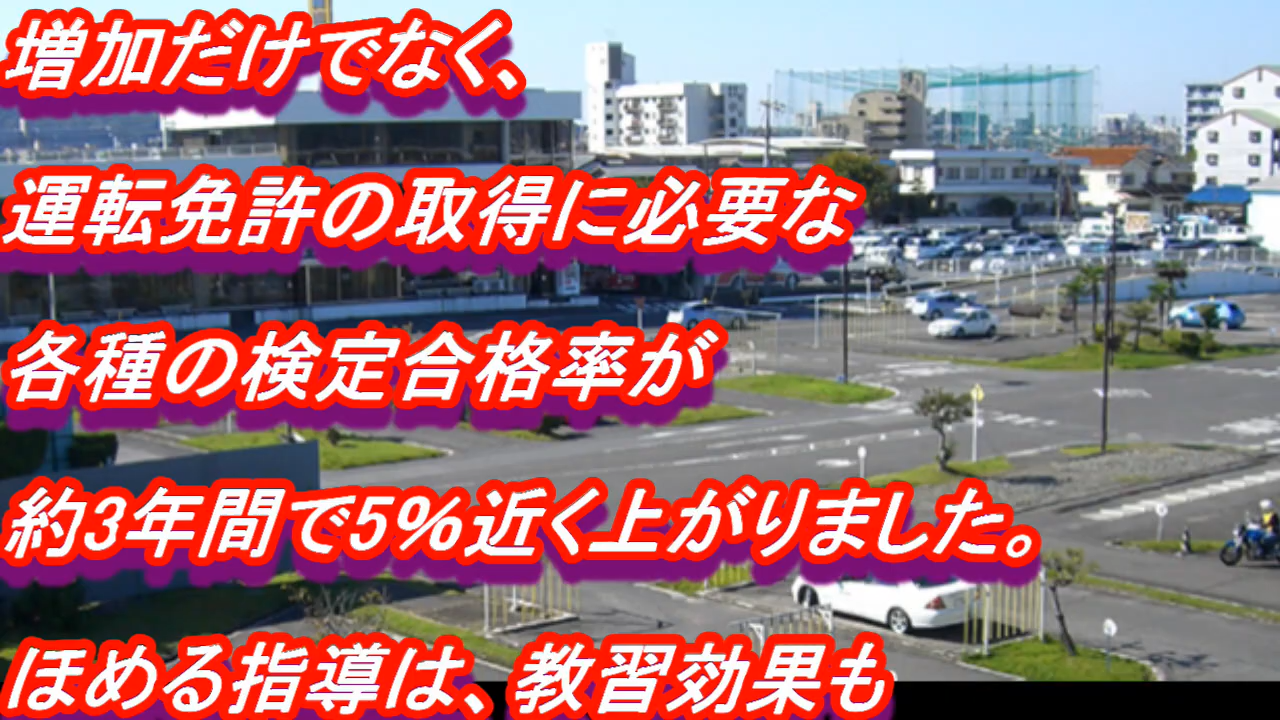 増加だけでなく、
運転免許の取得に必要な
各種の検定合格率が
約3年間で5%近く上がりました。
ほめる指導は、教習効果も